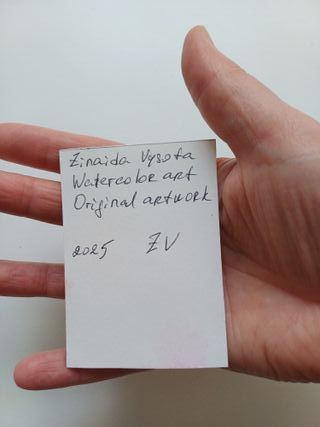 Zinaida Vysota
Watercolor art
Original artwork
2025 ZV